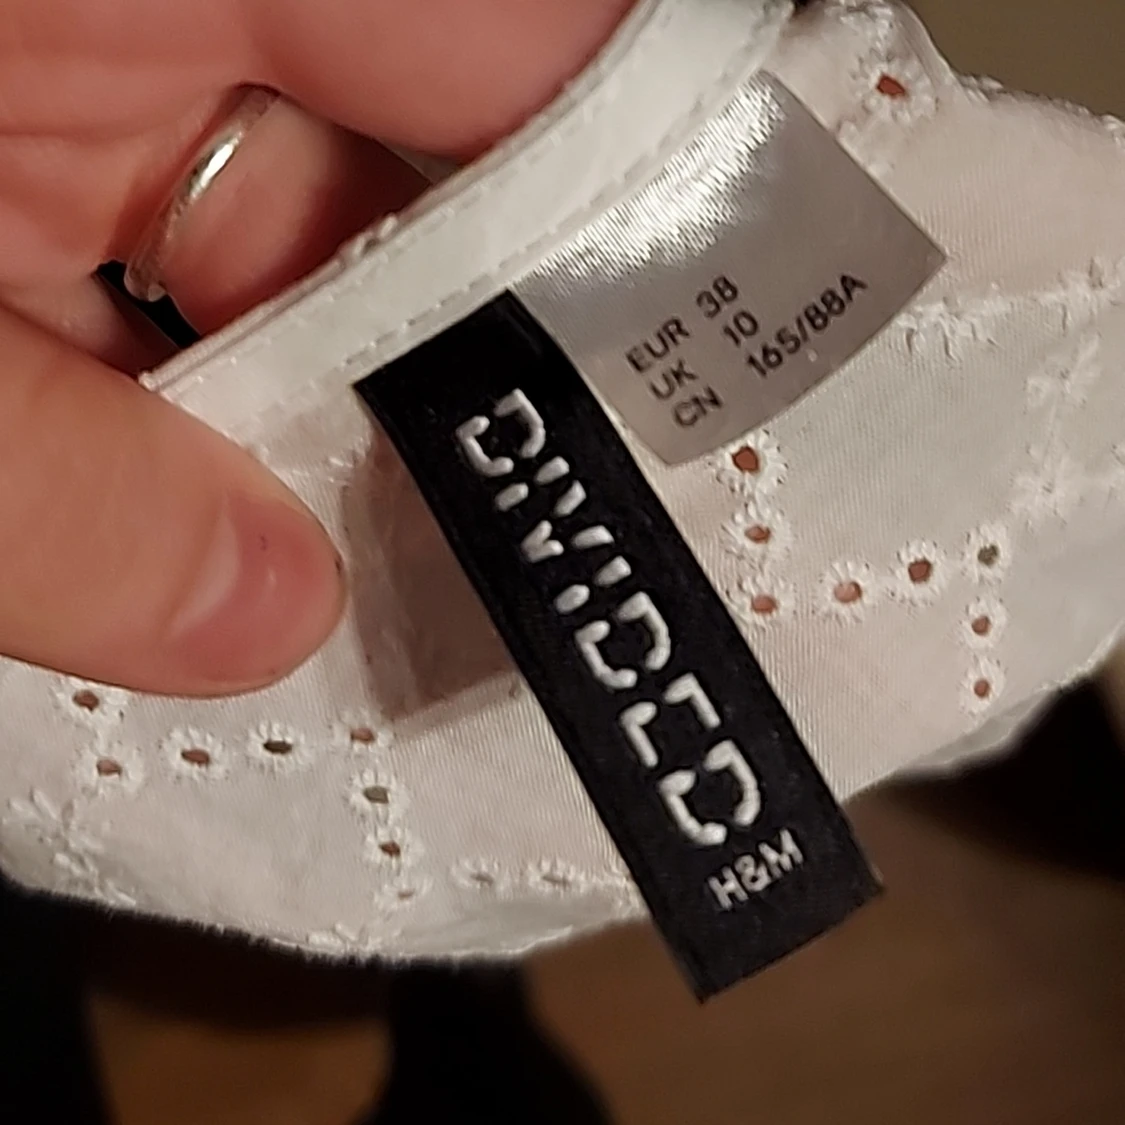 EUR 38
UK 10
CN 165/88A
DIVIDED
H&M